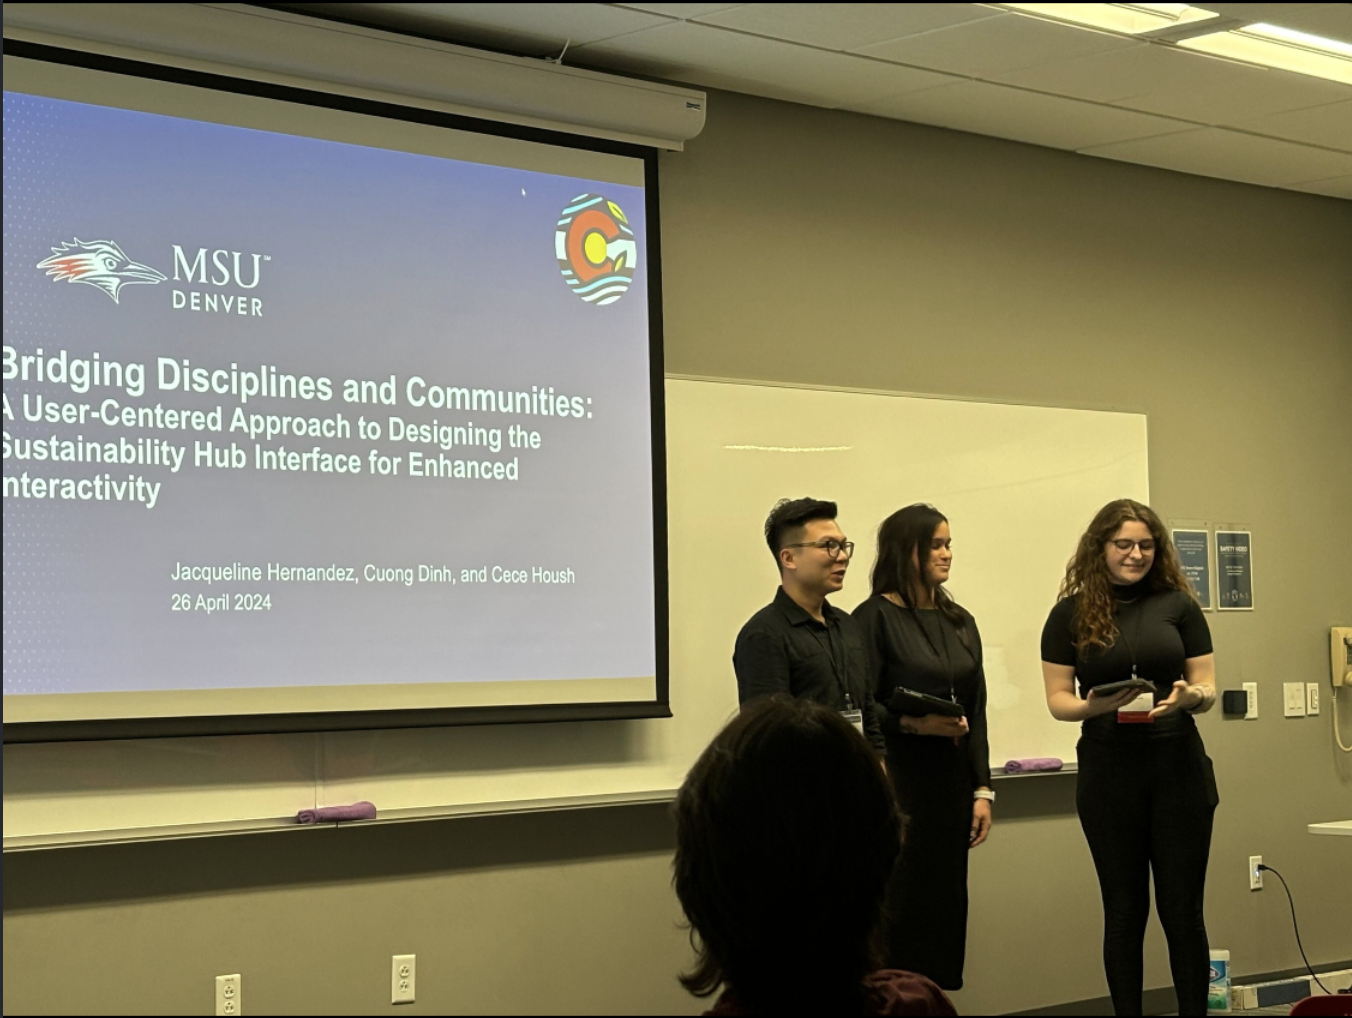 MSU
DENVER
Bridging Disciplines and Communities:
A User-Centered Approach to Designing the
Sustainability Hub Interface for Enhanced
Interactivity
Jacqueline Hernandez, Cuong Dinh, and Cece Housh
26 April 2024
SAFETY